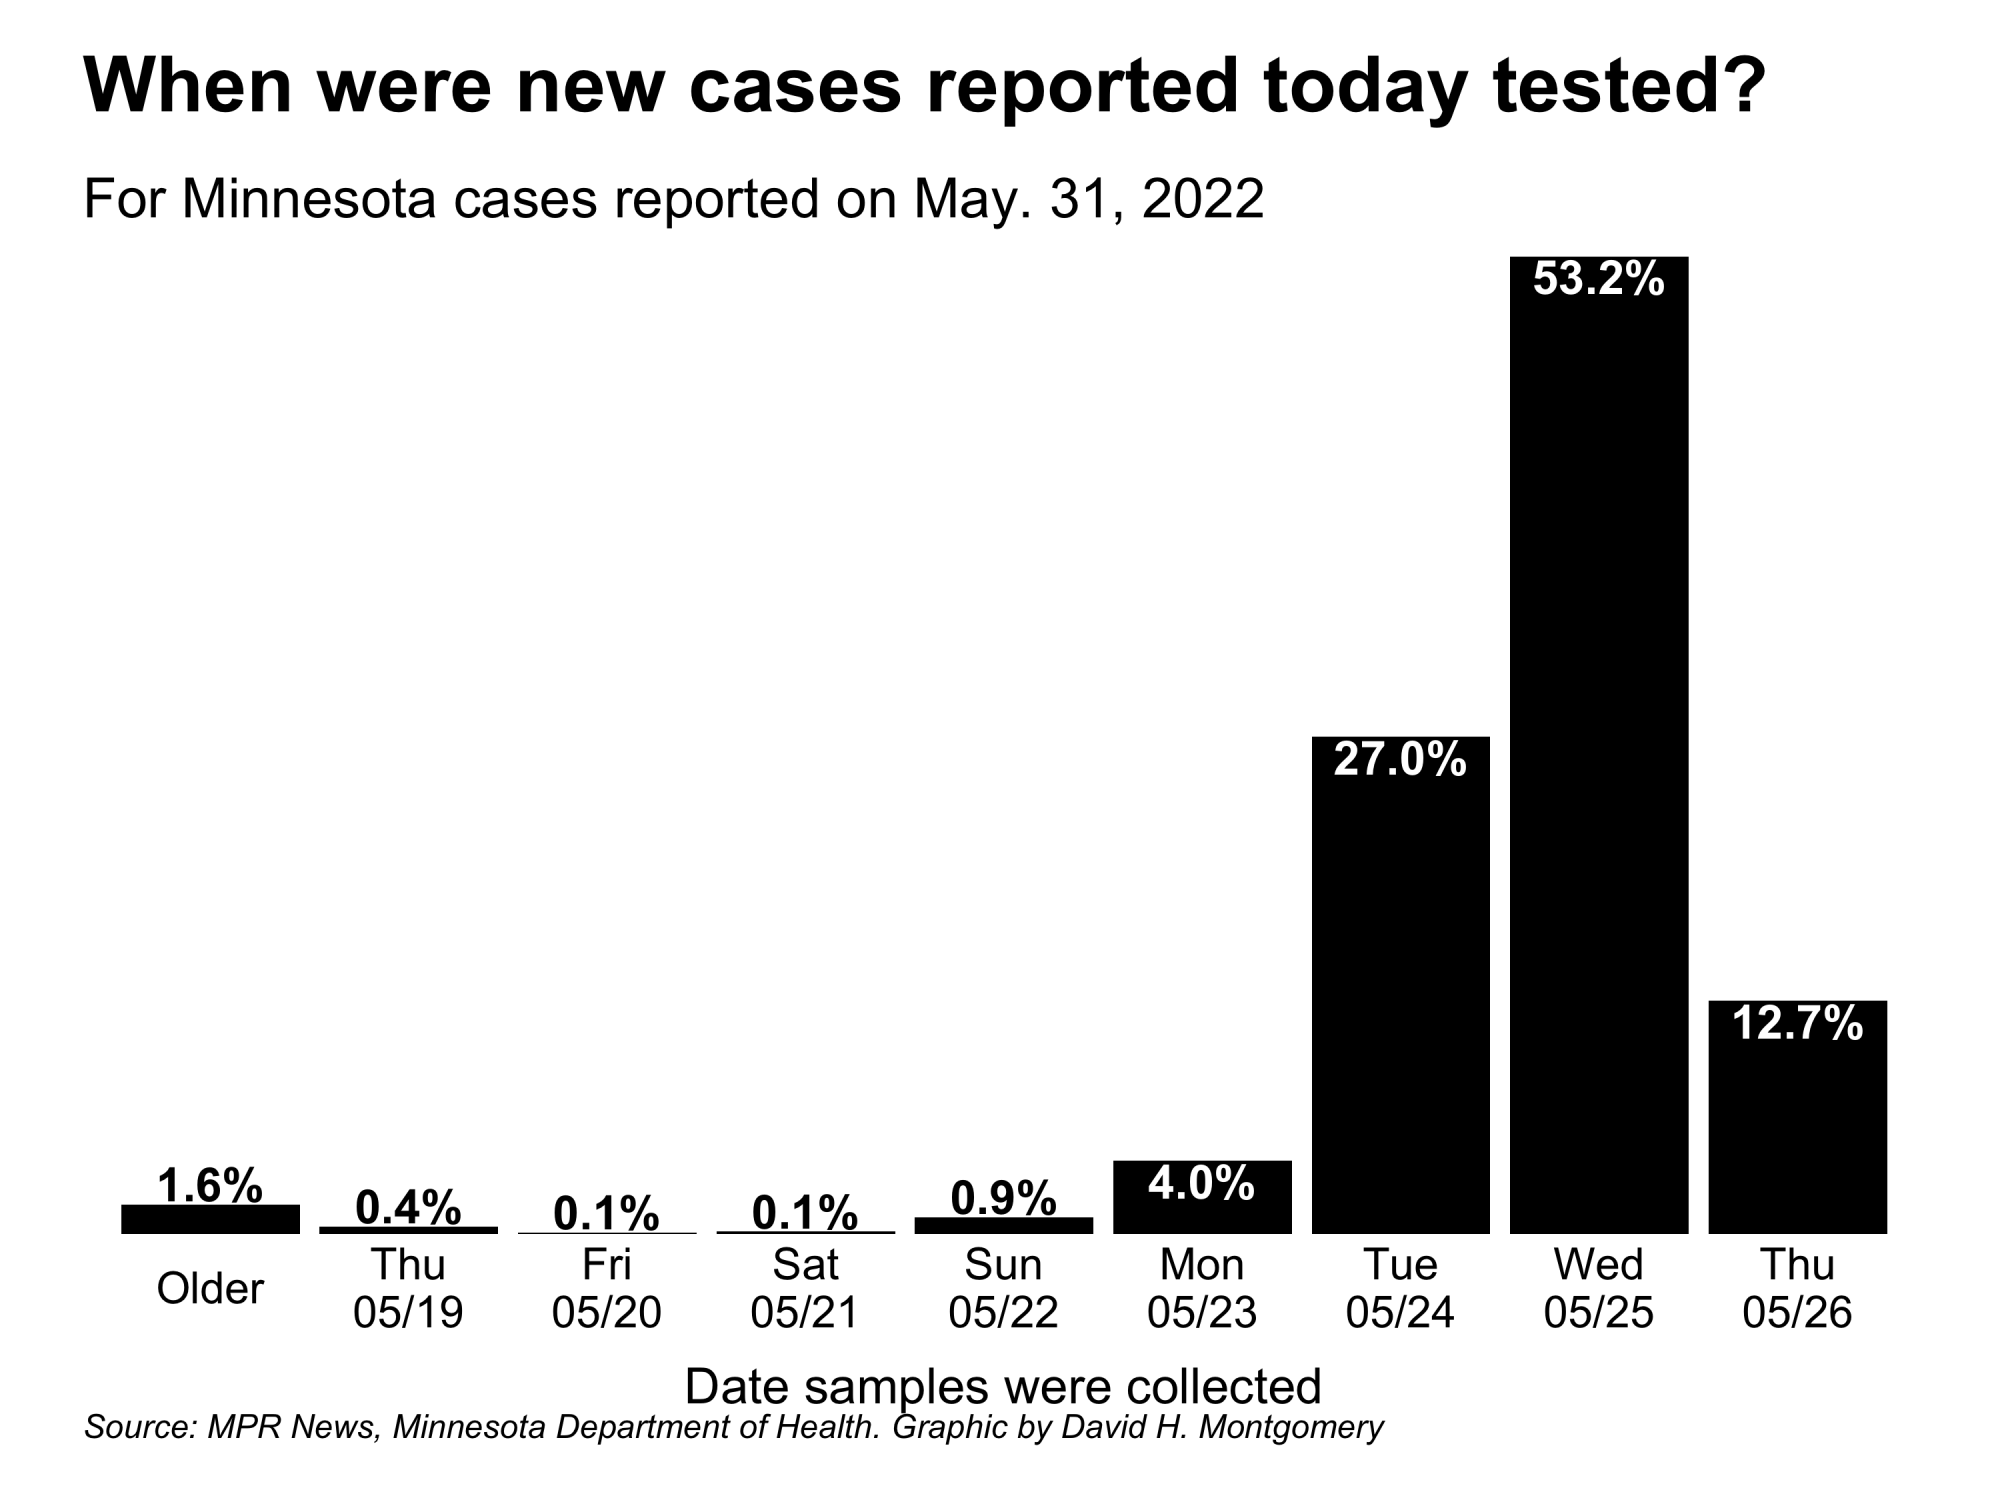 When were new cases reported today tested?
For Minnesota cases reported on May. 31, 2022
53.2%
27.0%
12.7%
1.6%
0.4%
0.1%
0.1%
0.9%
4.0%
Older
Thu
05/19
Fri
05/20
Sat
05/21
Sun
05/22
Mon
05/23
Tue
05/24
Wed
05/25
Thu
05/26
Date samples were collected
Source: MPR News, Minnesota Department of Health. Graphic by David H. Montgomery